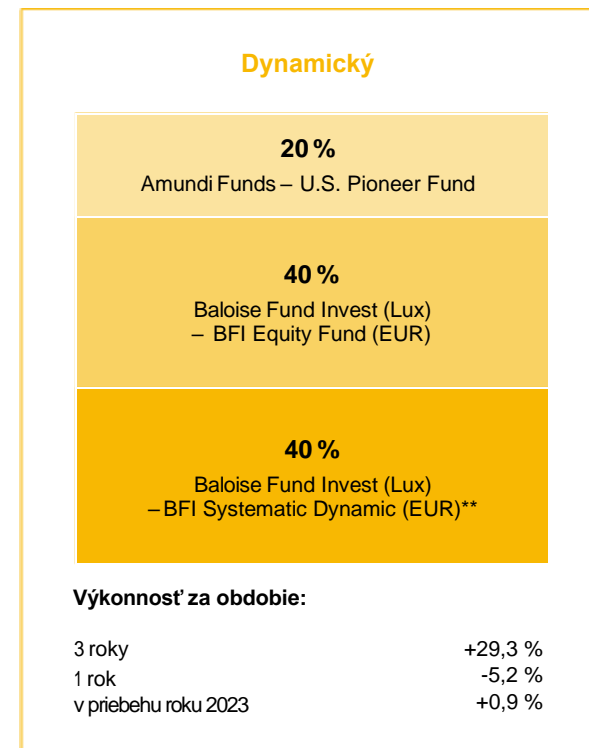 Dynamický
20 %
Amundi Funds – U.S. Pioneer Fund
40 %
Baloise Fund Invest (Lux)
– BFI Equity Fund (EUR)
40 %
Baloise Fund Invest (Lux)
– BFI Systematic Dynamic (EUR)**
Výkonnosť za obdobie:
3 roky +29,3 %
1 rok -5,2 %
v priebehu roku 2023 +0,9 %